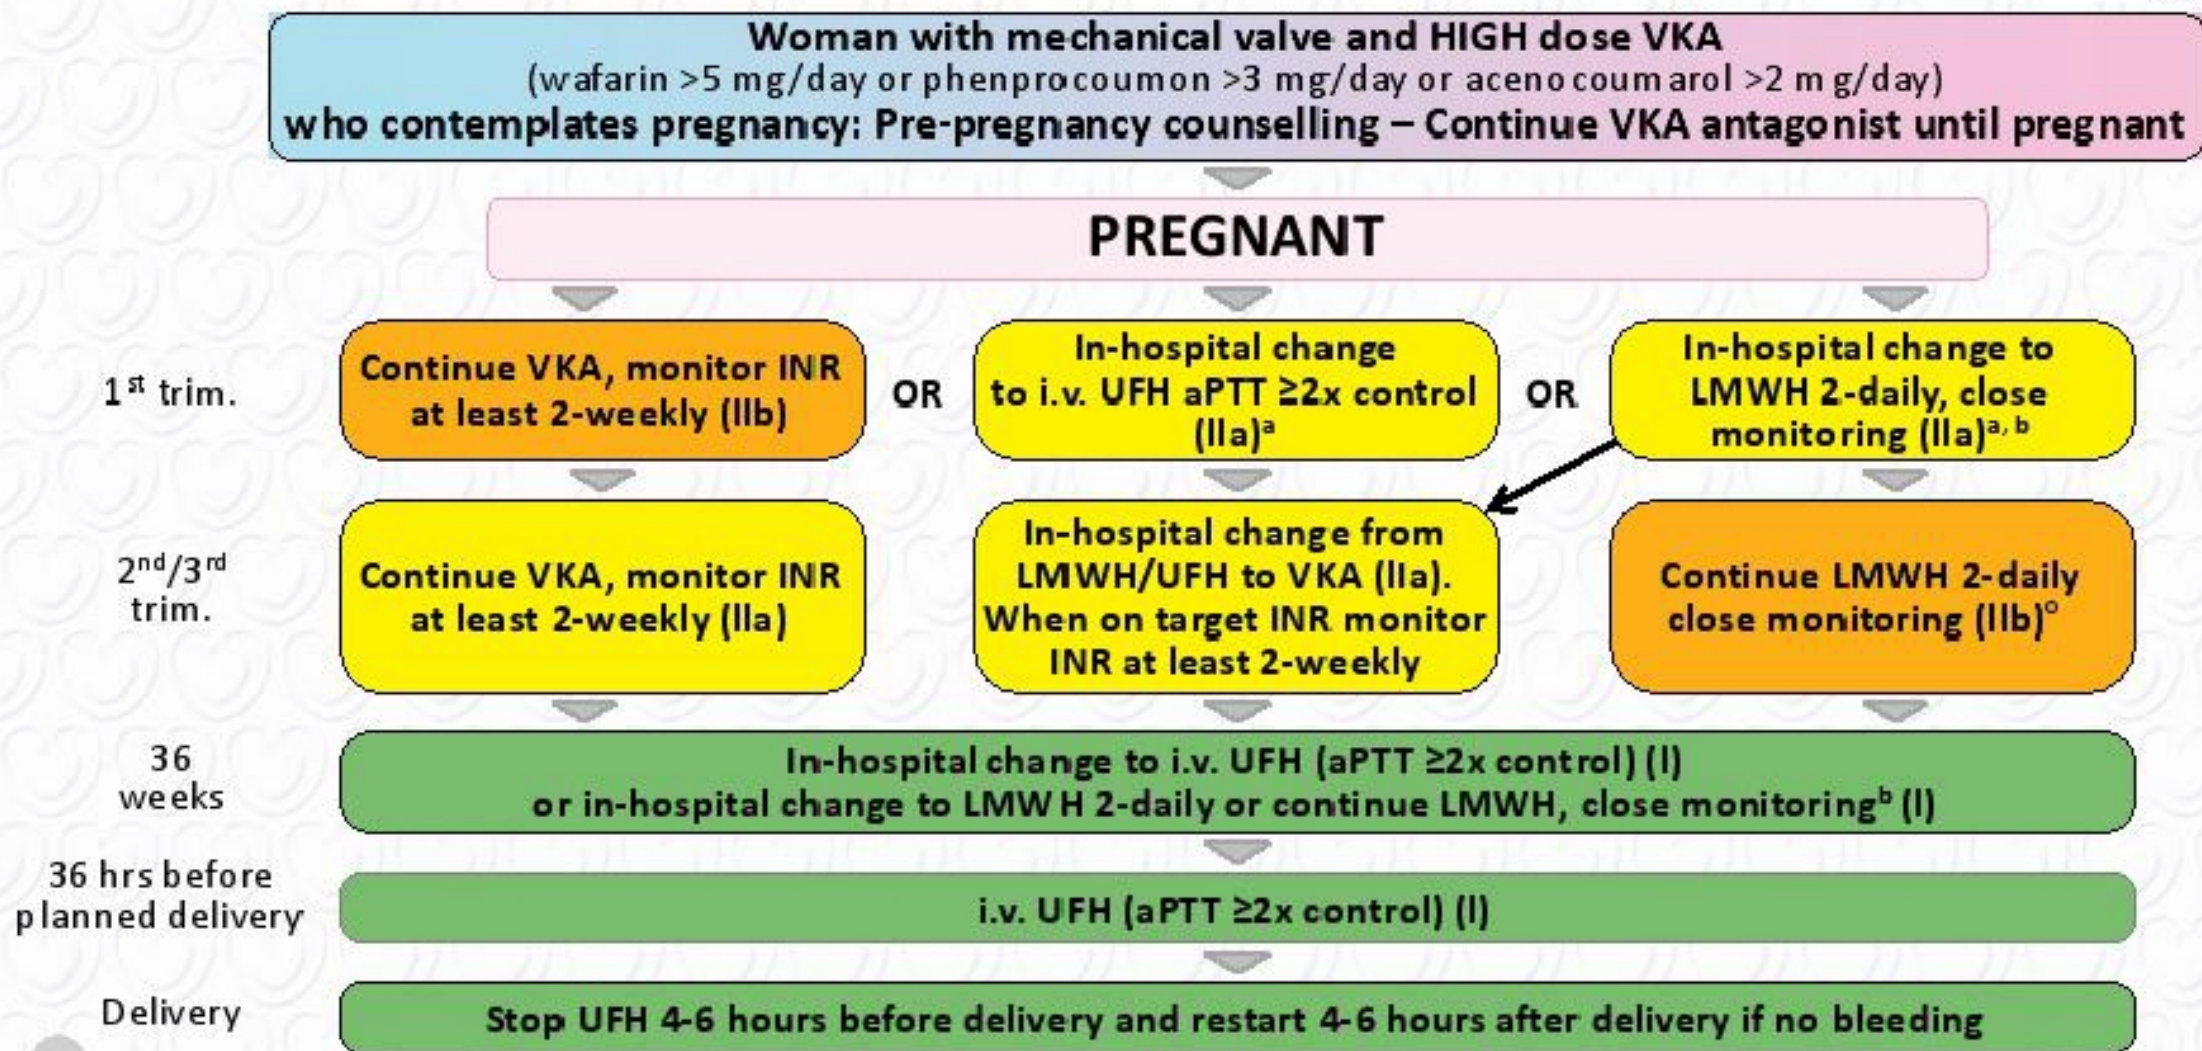 Woman with mechanical valve and HIGH dose VKA
(wafarin >5 mg/day or phenprocoumon >3 mg/day or acenocoumarol >2 mg/day)
who contemplates pregnancy: Pre-pregnancy counselling – Continue VKA antagonist until pregnant
PREGNANT
1st trim.
Continue VKA, monitor INR
at least 2-weekly (IIb)
OR
In-hospital change
to i.v. UFH aPTT ≥2x control
(IIa)a
OR
In-hospital change to
LMWH 2-daily, close
monitoring (IIa)a, b
2nd/3rd
trim.
Continue VKA, monitor INR
at least 2-weekly (IIa)
In-hospital change from
LMWH/UFH to VKA (IIa).
When on target INR monitor
INR at least 2-weekly
Continue LMWH 2-daily
close monitoring (IIb)o
36
weeks
In-hospital change to i.v. UFH (aPTT ≥2x control) (I)
or in-hospital change to LMWH 2-daily or continue LMWH, close monitoringb (I)
36 hrs before
planned delivery
i.v. UFH (aPTT ≥2x control) (I)
Delivery
Stop UFH 4-6 hours before delivery and restart 4-6 hours after delivery if no bleeding